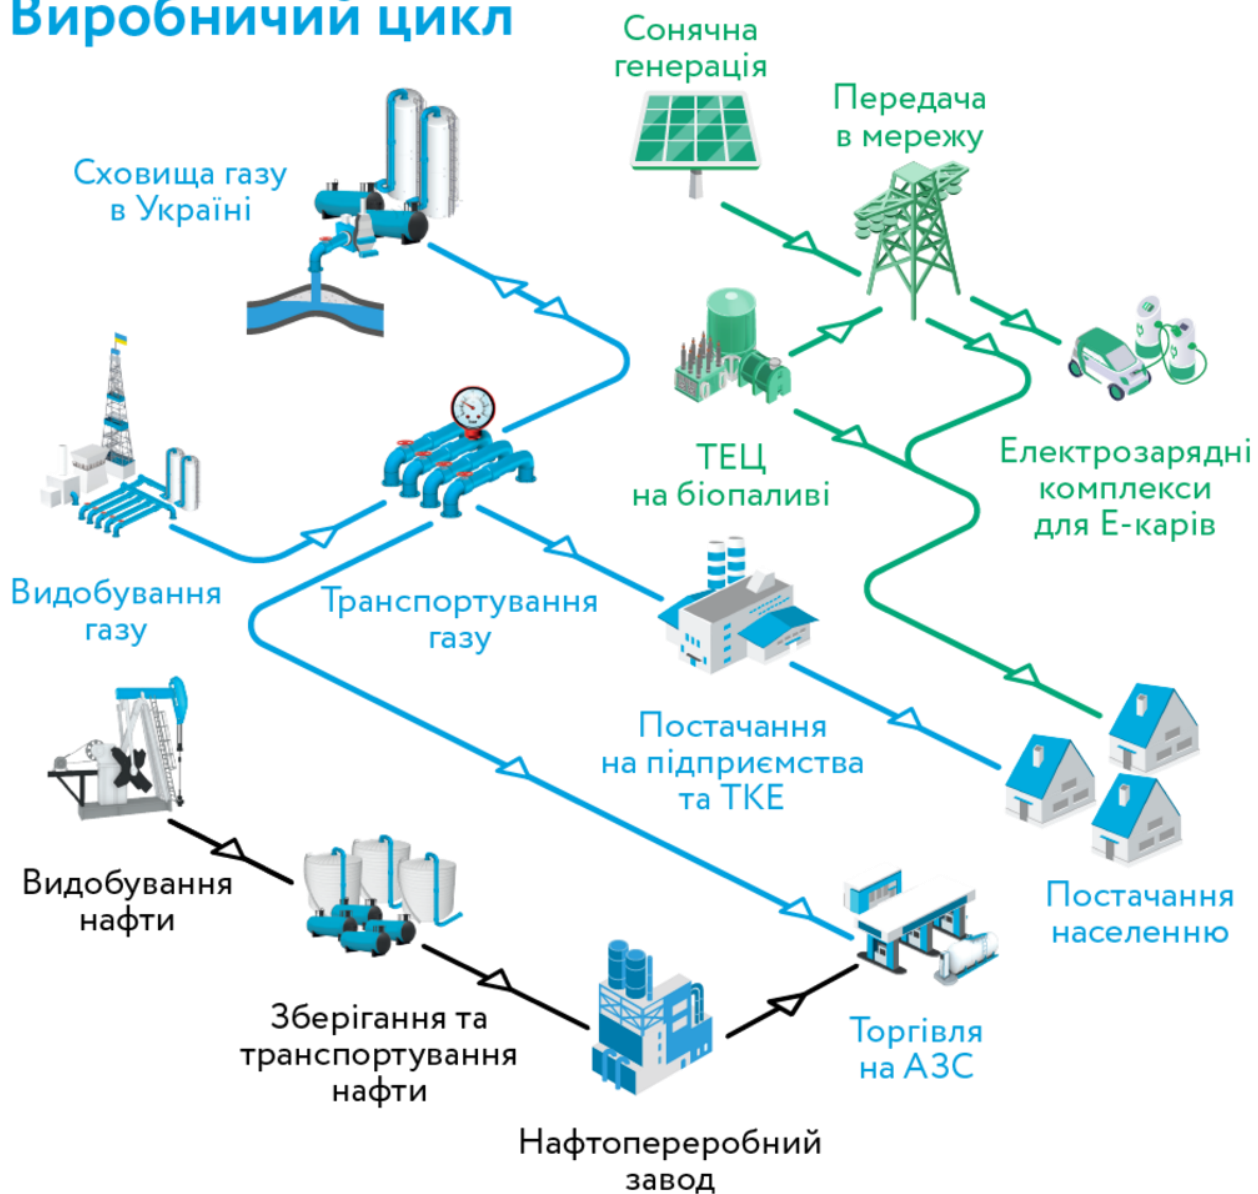 Виробничий цикл
Сонячна
генерація
Передача
в мережу
Сховища газу
в Україні
ТЕЦ
на біопаливі
Електрозарядні
комплекси
для Е-карів
Видобування
газу
Транспортування
газу
Постачання
на підприємства
та ТКЕ
Видобування
нафти
Постачання
населенню
Зберігання та
транспортування
нафти
Торгівля
на АЗС
Нафтопереробний
завод